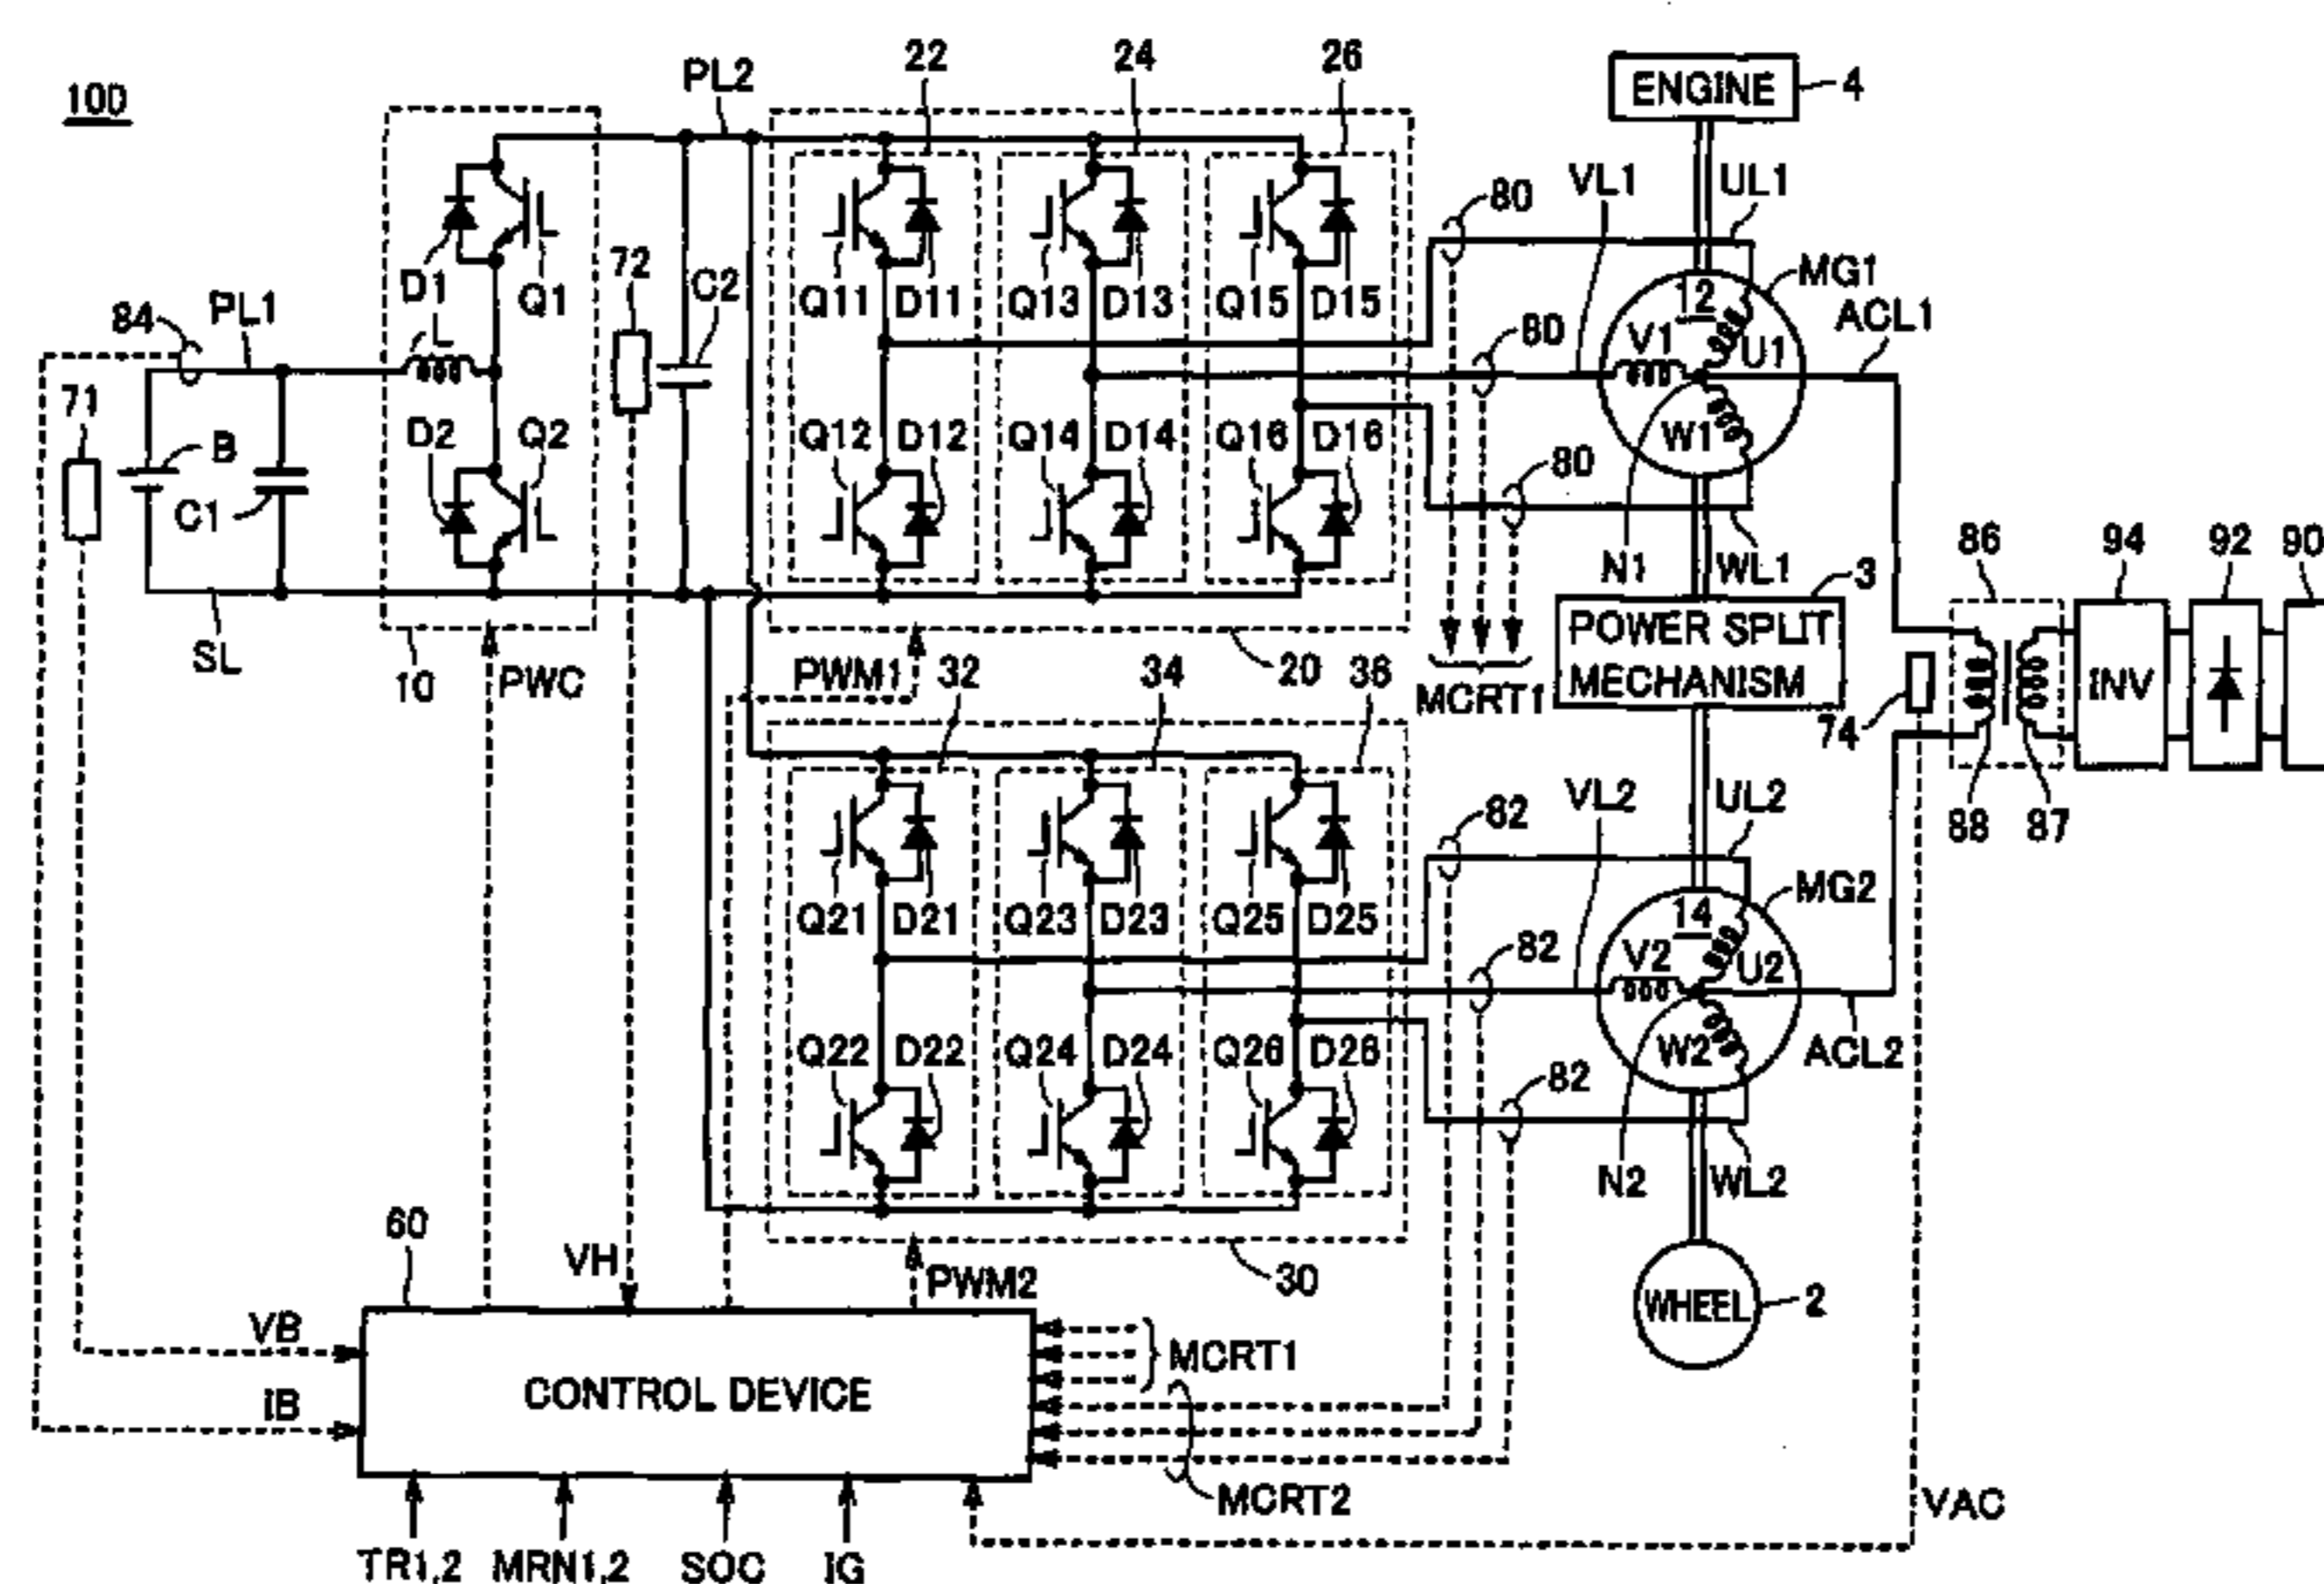 100
PL2
22
24
26
ENGINE
4
VL1
UL1
80
72
C2
D1
Q1
Q11
D11
Q13
D13
Q15
D15
12
MG1
ACL1
84
PL1
L
V1
U1
80
71
B
C1
D2
Q2
Q12
D12
Q14
D14
Q16
D16
W1
80
N1
WL1
3
86
94
92
90
SL
10
PWC
PWM1
20
POWER SPLIT
MECHANISM
MCRT1
32
34
36
74
INV
88
87
VL2
UL2
82
Q21
D21
Q23
D23
Q25
D25
14
MG2
V2
U2
82
Q22
D22
Q24
D24
Q26
D26
W2
ACL2
82
N2
WL2
60
VH
PWM2
30
WHEEL
2
VB
IB
CONTROL DEVICE
MCRT1
MCRT2
VAC
TR1,2
MRN1,2
SOC
IG